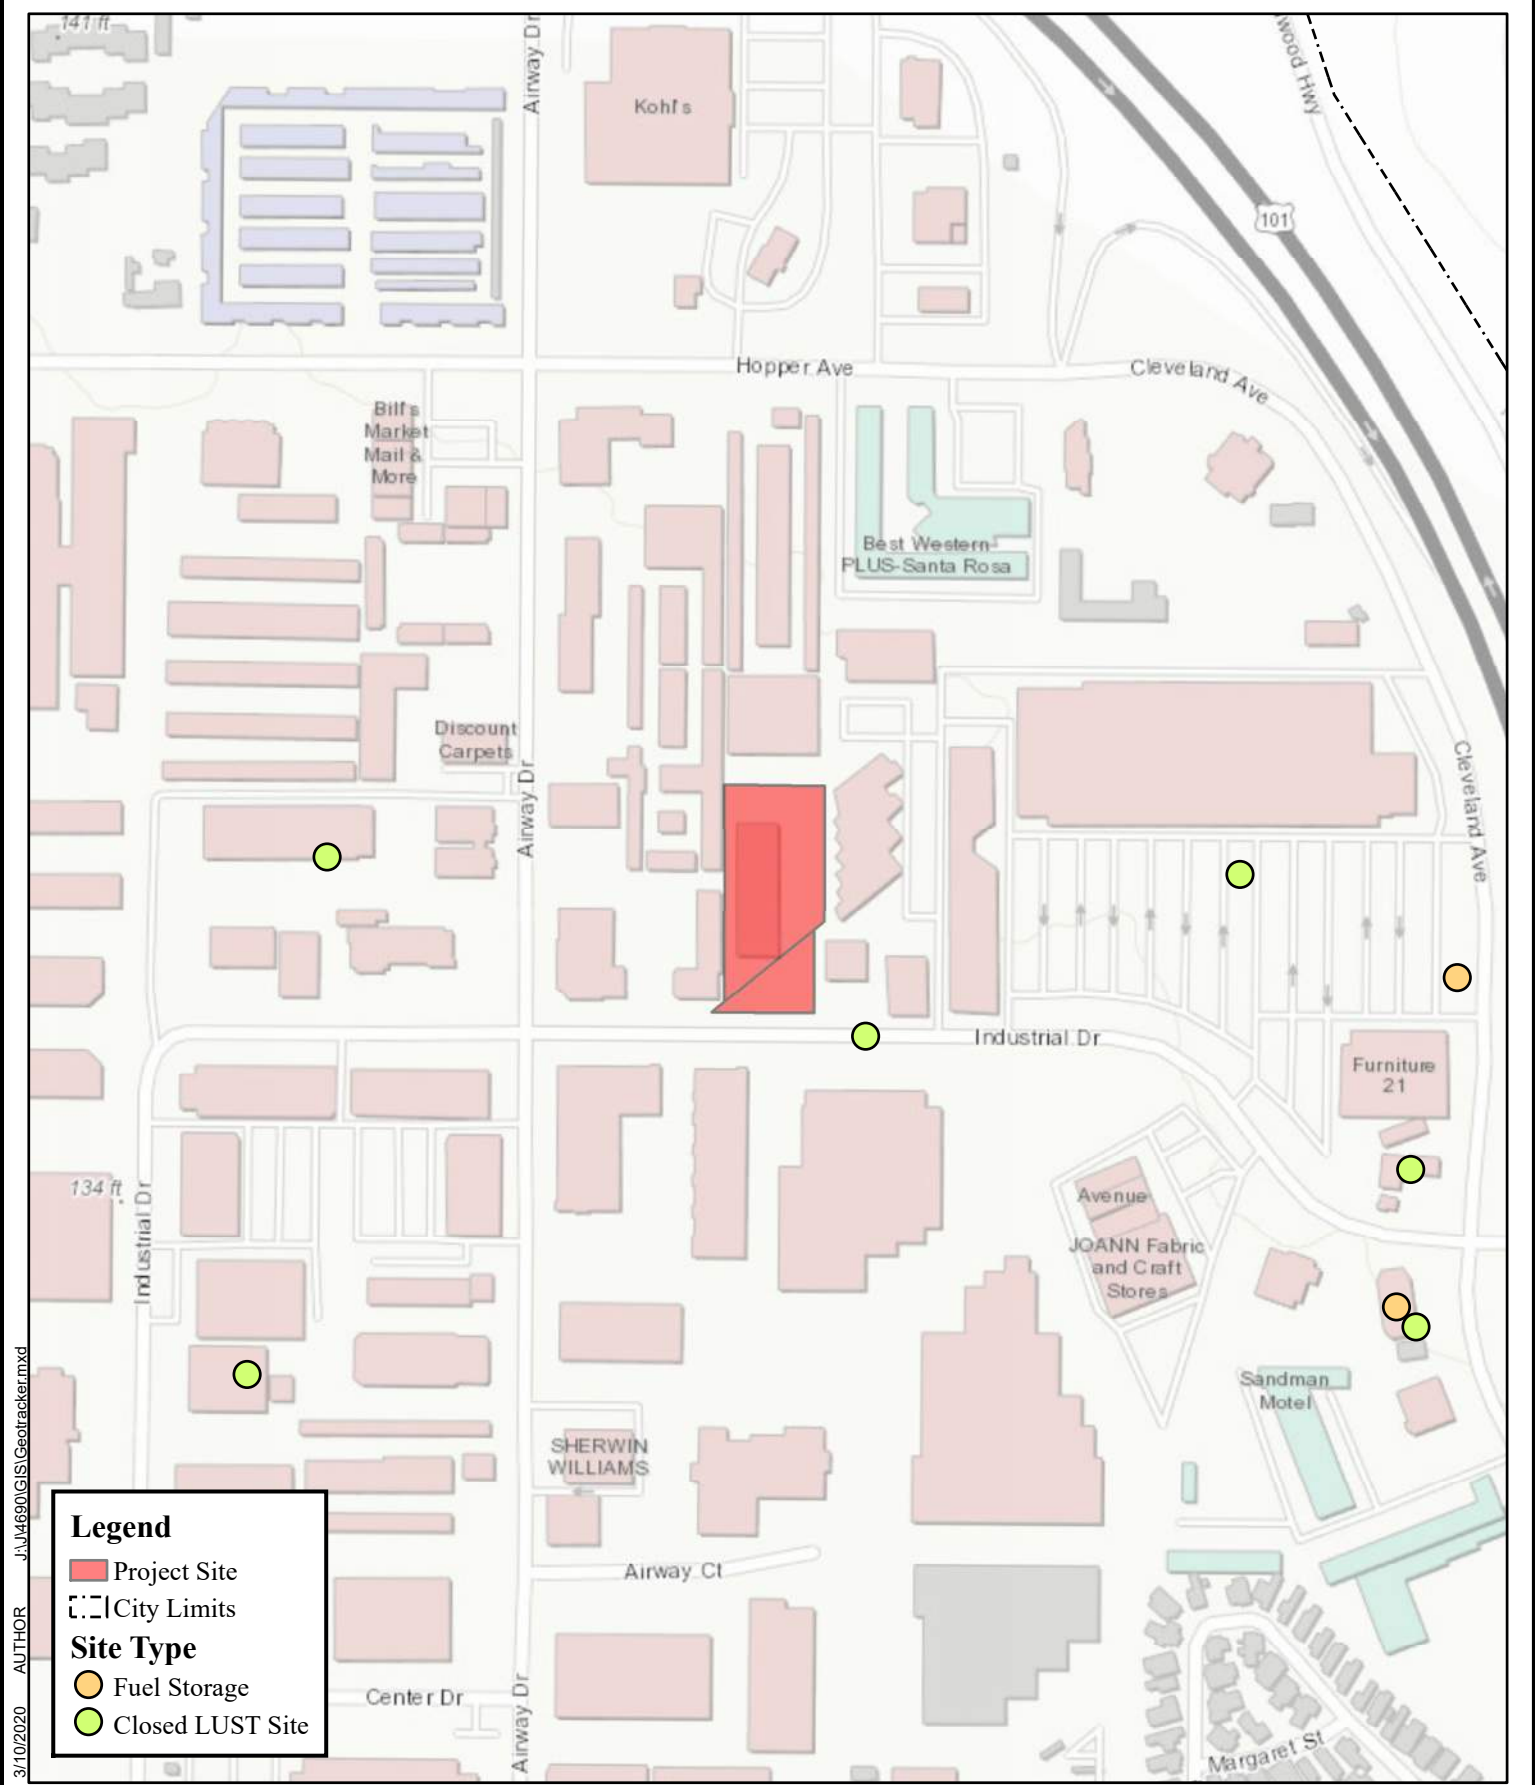 141 ft
Airway Dr
wood Hwy
Kohl's
101
Hopper Ave
Cleveland Ave
Bill's
Market
Mail &
More
Best Western
PLUS-Santa Rosa
Discount
Carpets
Airway Dr
Cleveland Ave
Industrial Dr
Furniture
21
134 ft
Industrial Dr
Avenue
JOANN Fabric
and Craft
Stores
Sandman
Motel
SHERWIN
WILLIAMS
Airway Ct
Center Dr
Airway Dr
Margaret St
Legend
Project Site
City Limits
Site Type
Fuel Storage
Closed LUST Site
3/10/2020 AUTHOR J:\J\4690\GIS\Geotracker.mxd